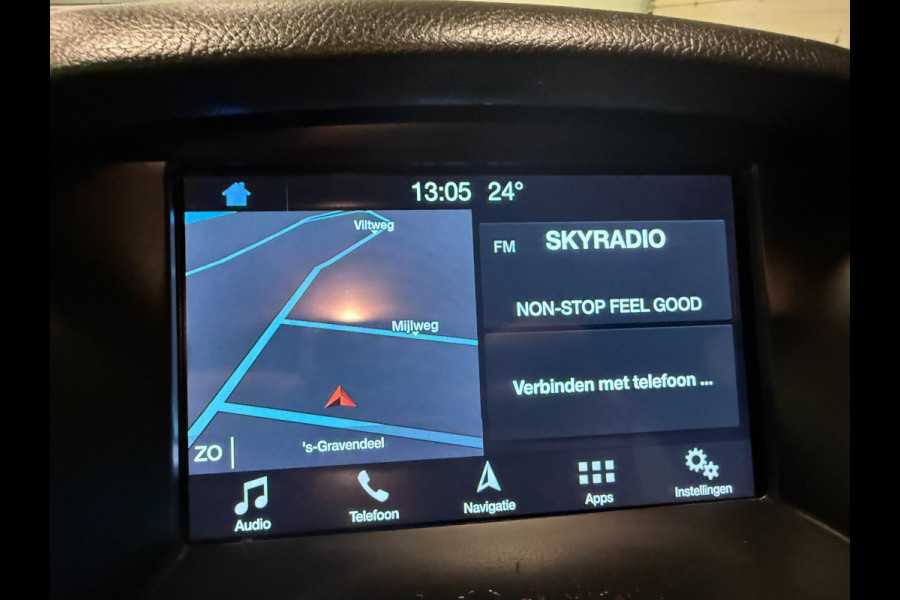 13:05 24°
Viltweg
Mijlweg
's-Gravendeel
ZO
FM SKYRADIO
NON-STOP FEEL GOOD
Verbinden met telefoon ...
Audio Telefoon Navigatie Apps Instellingen